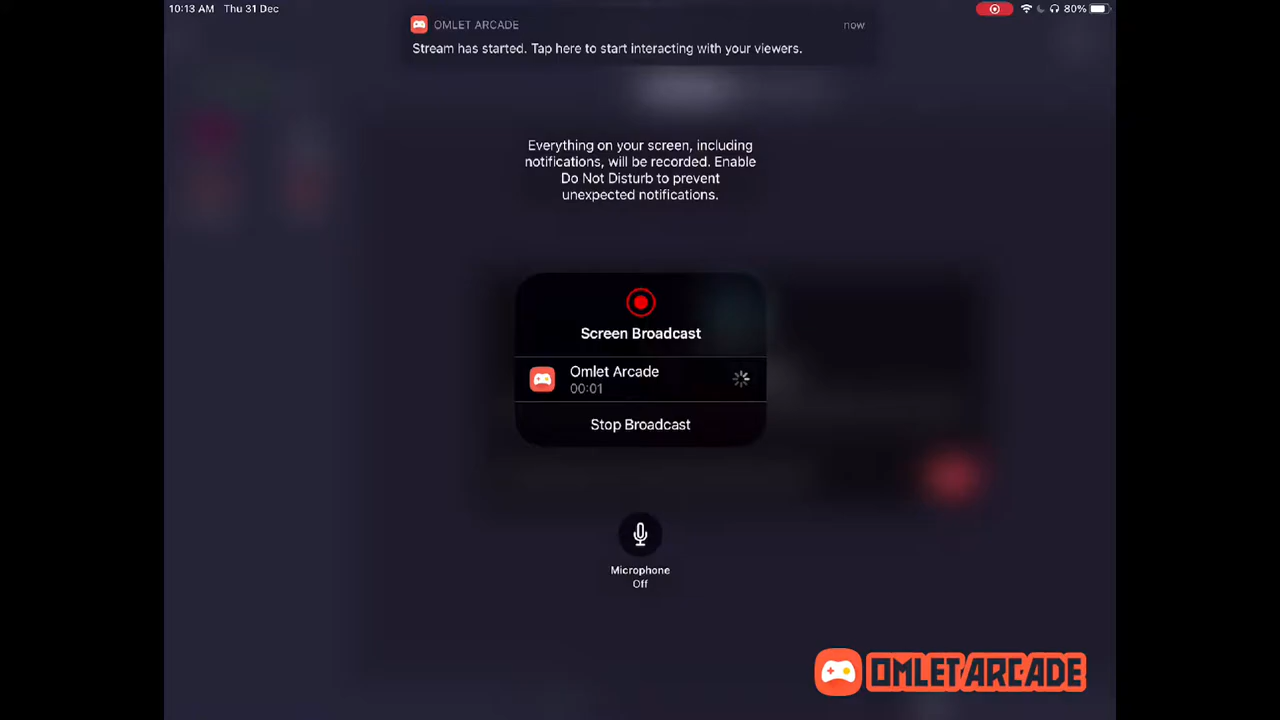 10:13 AM Thu 31 Dec
80%
OMLET ARCADE
now
Stream has started. Tap here to start interacting with your viewers.
Everything on your screen, including
notifications, will be recorded. Enable
Do Not Disturb to prevent
unexpected notifications.
Screen Broadcast
Omlet Arcade
00:01
Stop Broadcast
Microphone
Off
OMLET ARCADE